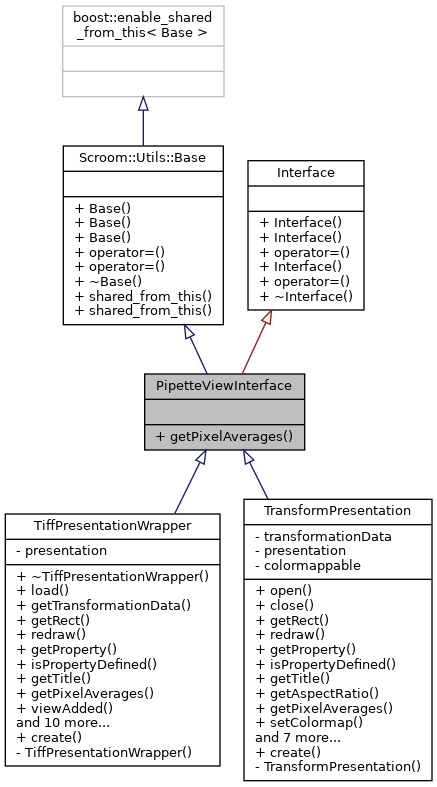 boost::enable_shared
_from_this< Base >
Scroom::Utils::Base
+ Base()
+ Base()
+ Base()
+ operator=()
+ operator=()
+ ~Base()
+ shared_from_this()
+ shared_from_this()
Interface
+ Interface()
+ Interface()
+ operator=()
+ Interface()
+ operator=()
+ ~Interface()
PipetteViewInterface
+ getPixelAverages()
TiffPresentationWrapper
- presentation
+ ~TiffPresentationWrapper()
+ load()
+ getTransformationData()
+ getRect()
+ redraw()
+ getProperty()
+ isPropertyDefined()
+ getTitle()
+ getPixelAverages()
+ viewAdded()
and 10 more...
+ create()
- TiffPresentationWrapper()
TransformPresentation
- transformationData
- presentation
- colormappable
+ open()
+ close()
+ getRect()
+ redraw()
+ getProperty()
+ isPropertyDefined()
+ getTitle()
+ getAspectRatio()
+ getPixelAverages()
+ setColormap()
and 7 more...
+ create()
- TransformPresentation()